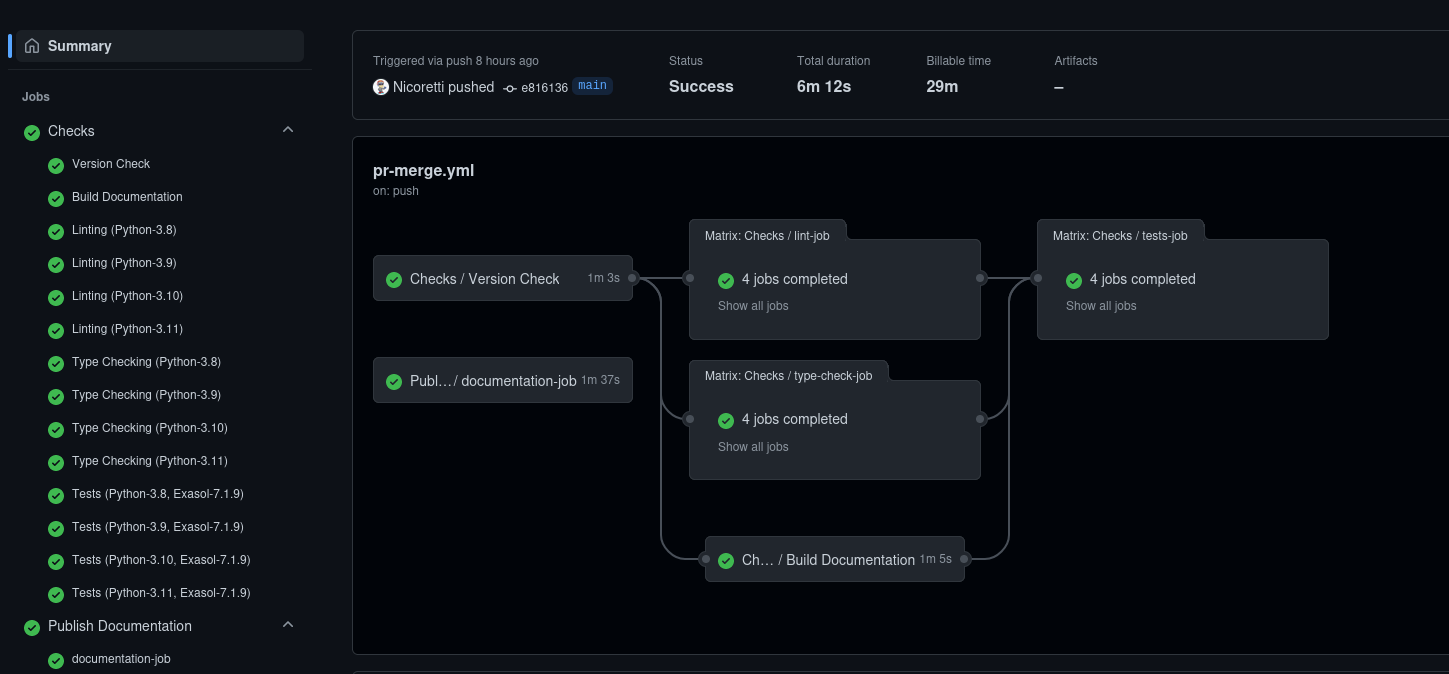 Summary
Jobs
Checks
Version Check
Build Documentation
Linting (Python-3.8)
Linting (Python-3.9)
Linting (Python-3.10)
Linting (Python-3.11)
Type Checking (Python-3.8)
Type Checking (Python-3.9)
Type Checking (Python-3.10)
Type Checking (Python-3.11)
Tests (Python-3.8, Exasol-7.1.9)
Tests (Python-3.9, Exasol-7.1.9)
Tests (Python-3.10, Exasol-7.1.9)
Tests (Python-3.11, Exasol-7.1.9)
Publish Documentation
documentation-job
Triggered via push 8 hours ago
Nicoretti pushed e816136 main
Status
Success
Total duration
6m 12s
Billable time
29m
Artifacts
–
pr-merge.yml
on: push
Checks / Version Check 1m 3s
Publ… / documentation-job 1m 37s
Matrix: Checks / lint-job
4 jobs completed
Show all jobs
Matrix: Checks / type-check-job
4 jobs completed
Show all jobs
Ch… / Build Documentation 1m 5s
Matrix: Checks / tests-job
4 jobs completed
Show all jobs